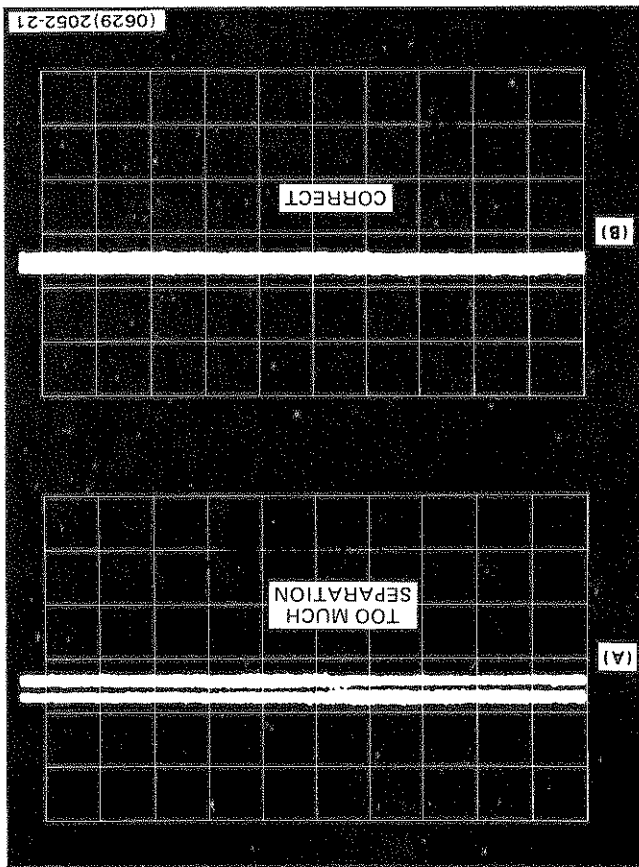 (A)
TOO MUCH
SEPARATION
(B)
CORRECT
(0629)2052-21